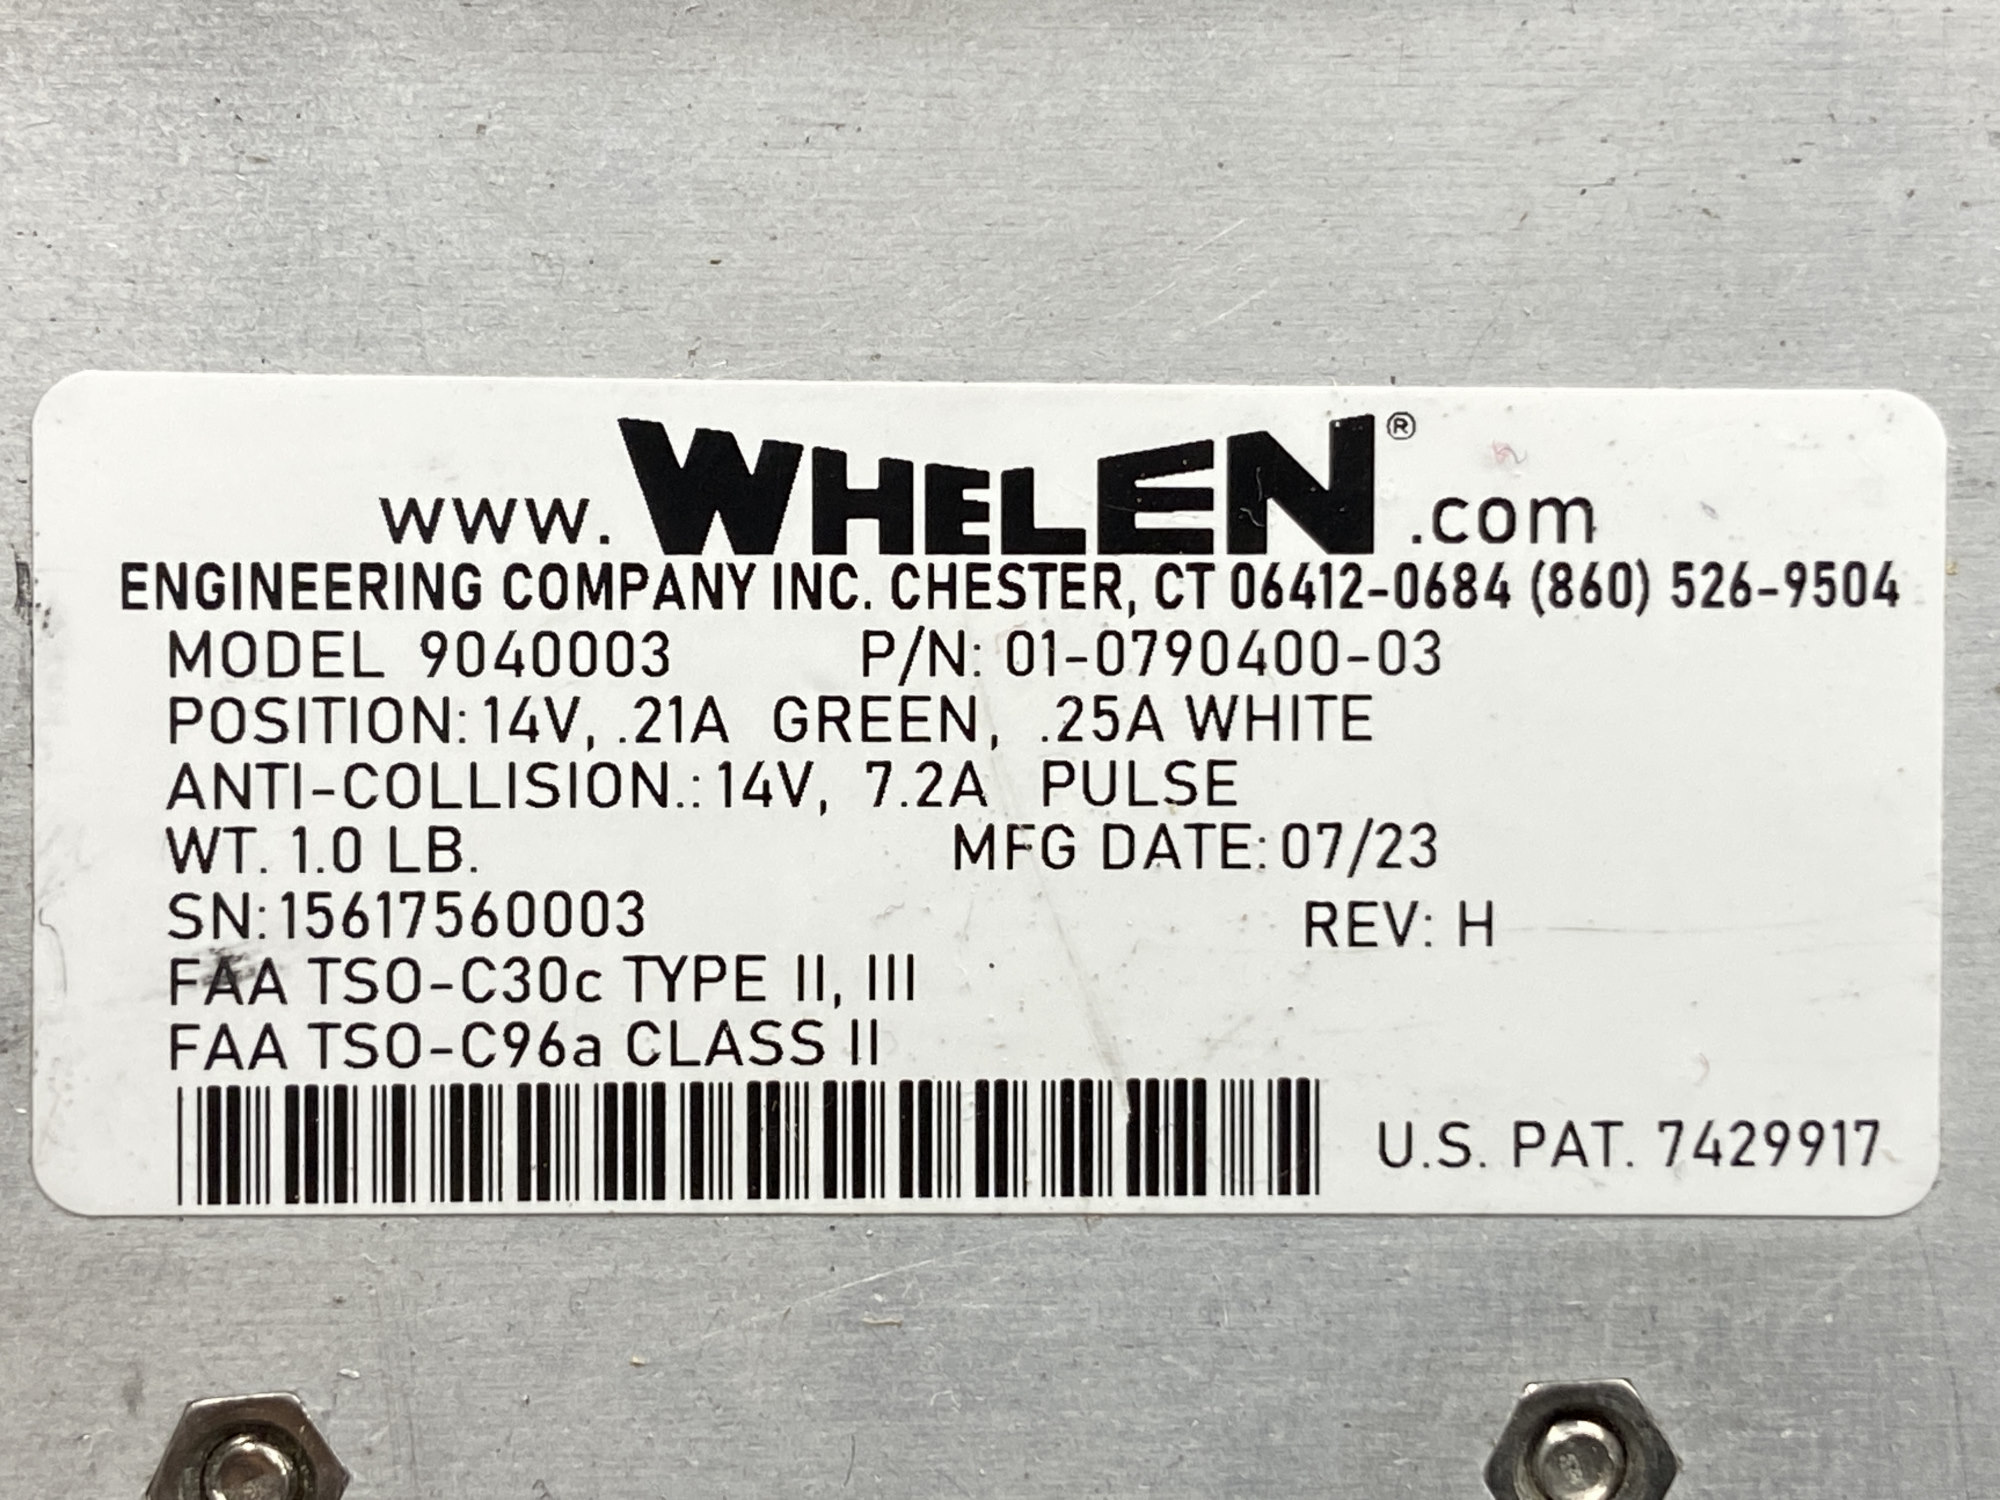 www.WHELEN®.com
ENGINEERING COMPANY INC. CHESTER, CT 06412-0684 (860) 526-9504
MODEL 9040003 P/N: 01-0790400-03
POSITION: 14V, .21A GREEN, .25A WHITE
ANTI-COLLISION.: 14V, 7.2A PULSE
WT. 1.0 LB. MFG DATE: 07/23
SN: 15617560003 REV: H
FAA TSO-C30c TYPE II, III
FAA TSO-C96a CLASS II
U.S. PAT. 7429917